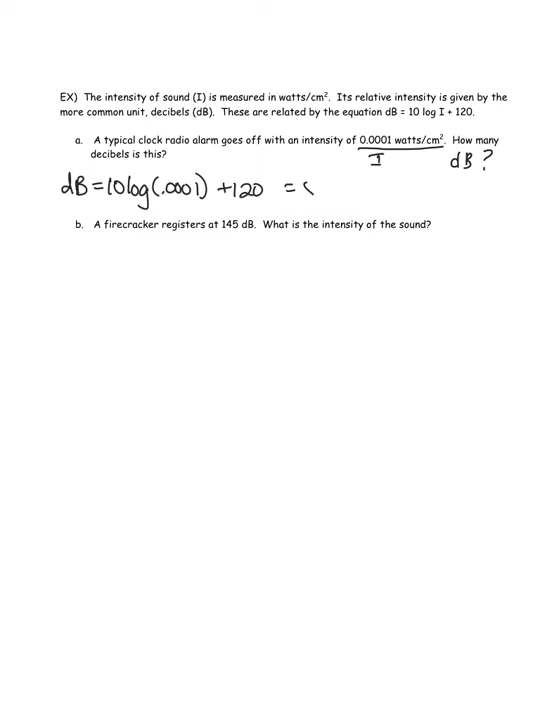 EX) The intensity of sound (I) is measured in watts/cm². Its relative intensity is given by the
more common unit, decibels (dB). These are related by the equation dB = 10 log I + 120.
a. A typical clock radio alarm goes off with an intensity of 0.0001 watts/cm². How many
decibels is this?
I dB?
dB = 10 log(.0001) + 120 =
b. A firecracker registers at 145 dB. What is the intensity of the sound?